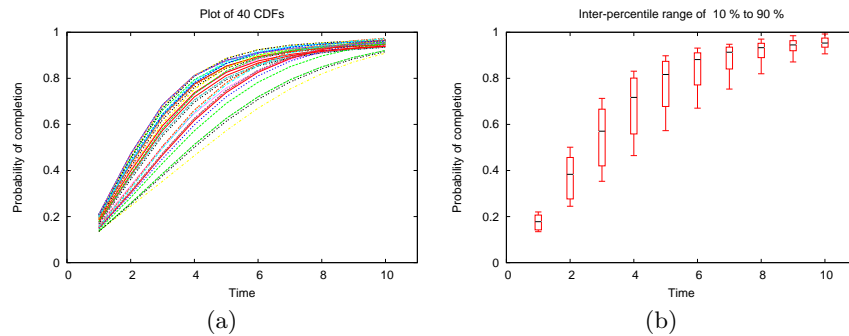 Plot of 40 CDFs
1
0.8
0.6
0.4
0.2
0
Probability of completion
0 2 4 6 8 10
Time
(a)
Inter-percentile range of 10 % to 90 %
1
0.8
0.6
0.4
0.2
0
Probability of completion
0 2 4 6 8 10
Time
(b)